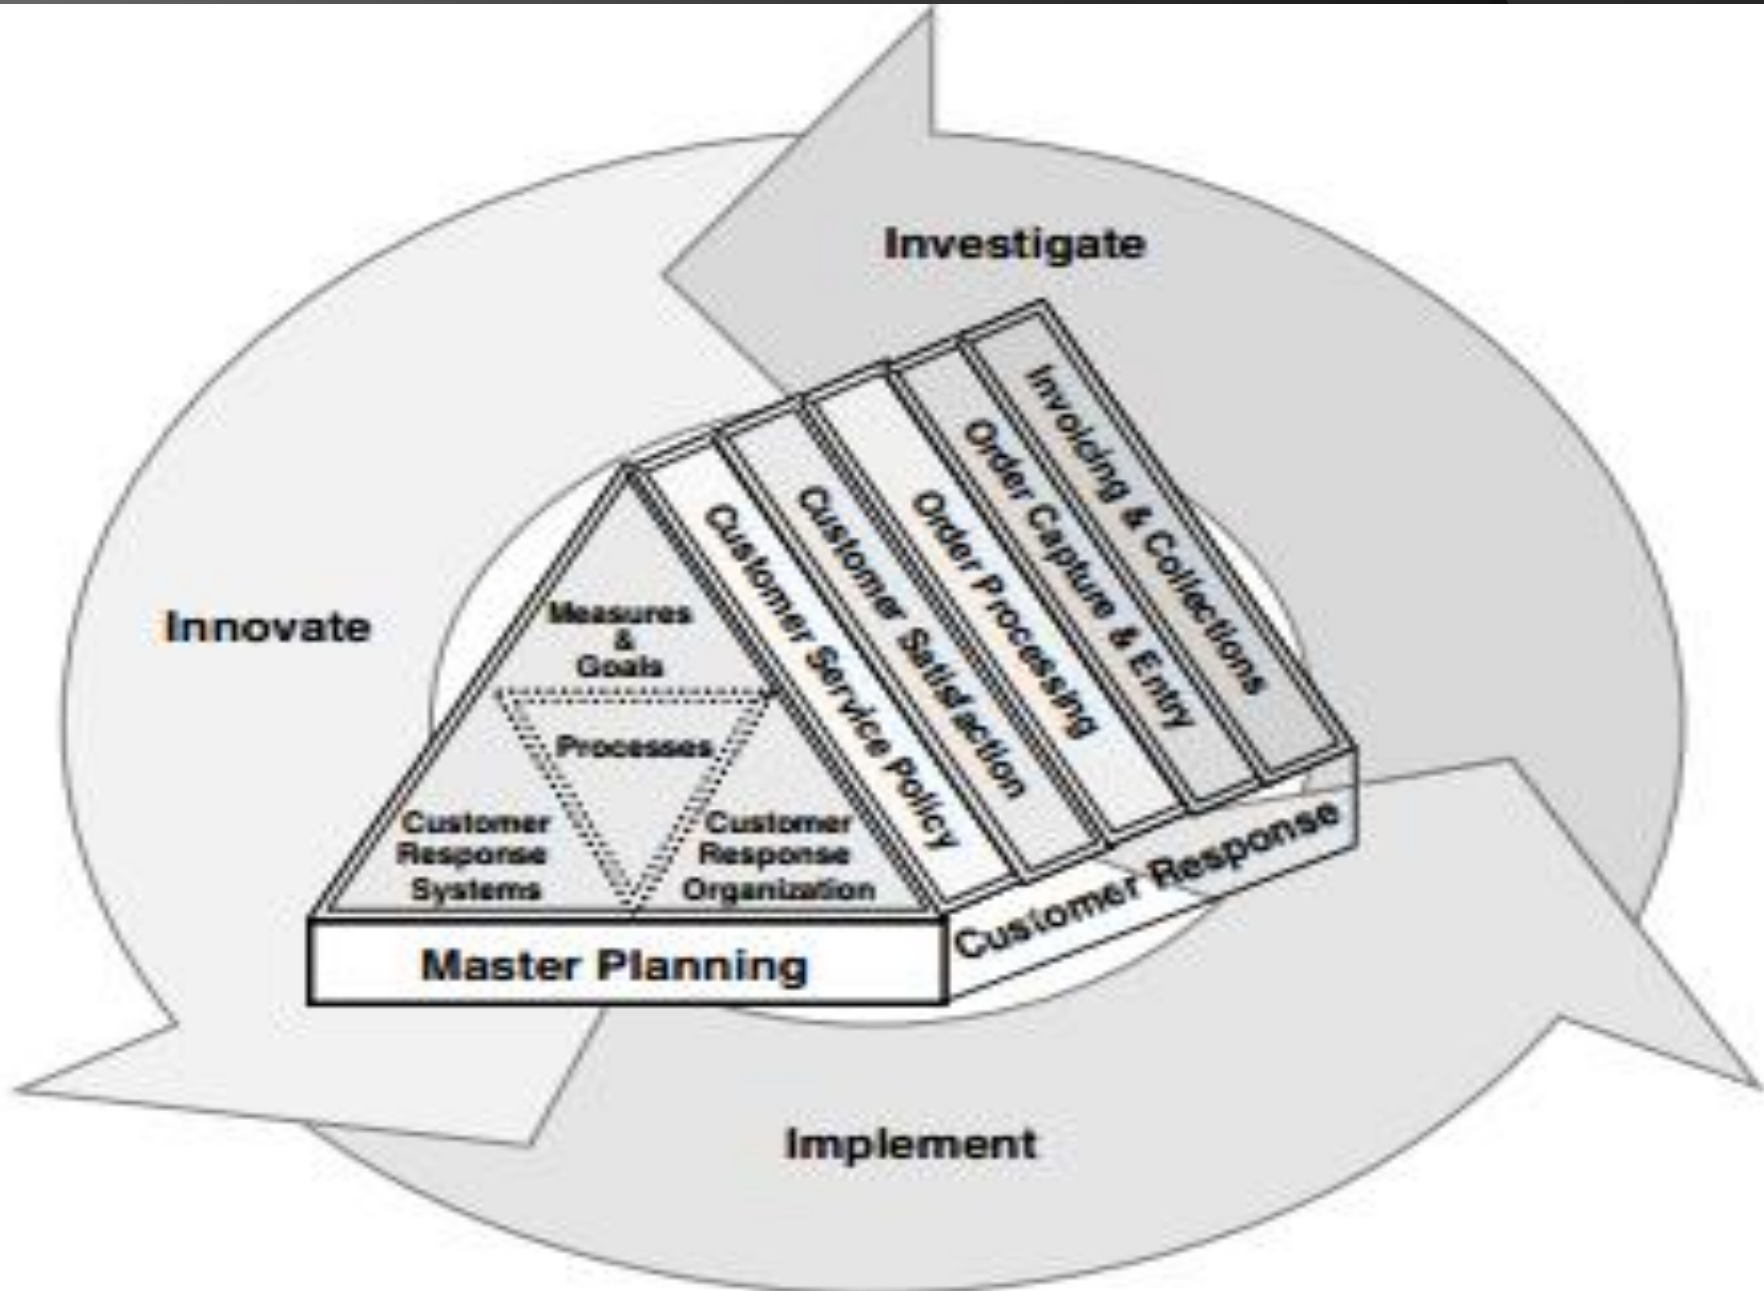 Investigate
Innovate
Invoicing & Collections
Order Capture & Entry
Order Processing
Customer Satisfaction
Customer Service Policy
Measures
&
Goals
Processes
Customer
Response
Systems
Customer
Response
Organization
Customer Response
Master Planning
Implement